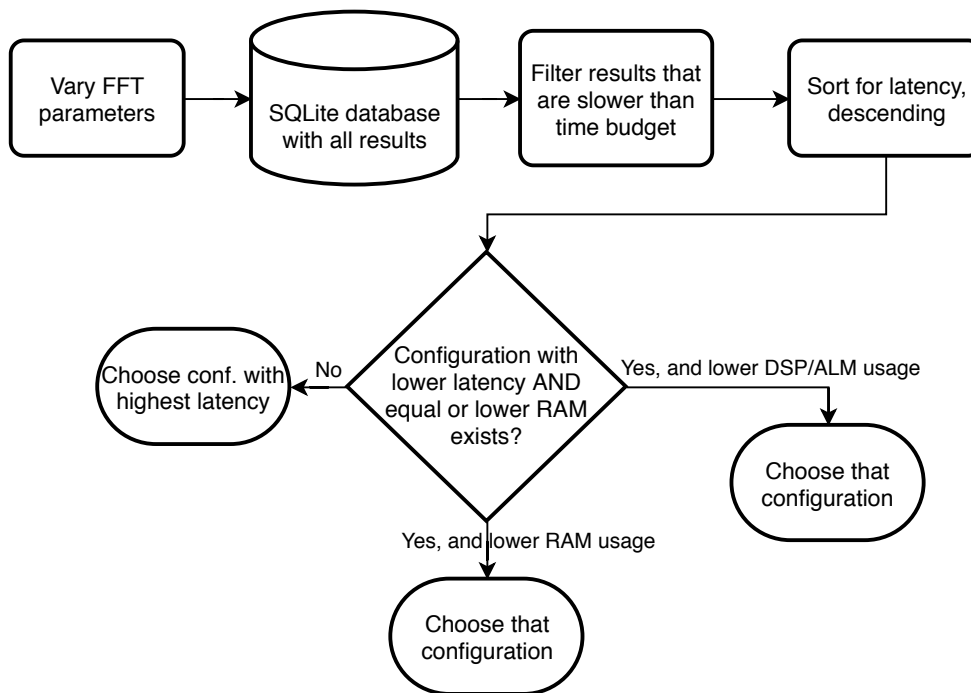 Vary FFT
parameters
SQLite database
with all results
Filter results that
are slower than
time budget
Sort for latency,
descending
Configuration with
lower latency AND
equal or lower RAM
exists?
No
Choose conf. with
highest latency
Yes, and lower DSP/ALM usage
Choose that
configuration
Yes, and lower RAM usage
Choose that
configuration